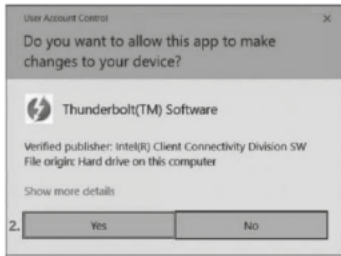 User Account Control ×
Do you want to allow this app to make
changes to your device?
Thunderbolt(TM) Software
Verified publisher: Intel(R) Client Connectivity Division SW
File origin: Hard drive on this computer
Show more details
2. Yes No